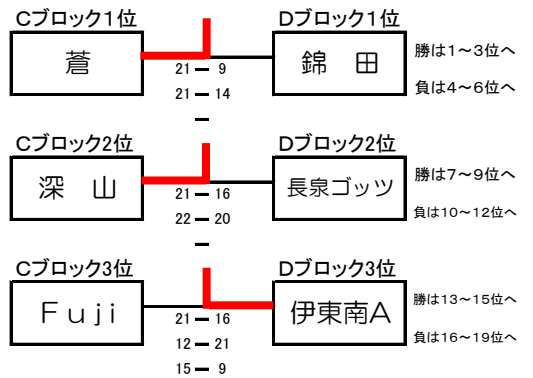 Cブロック1位 Dブロック1位
蒼 錦 田 勝は1～3位へ
21 ー 9
21 ー 14 負は4～6位へ
ー
Cブロック2位 Dブロック2位
深 山 長泉ゴッツ 勝は7～9位へ
21 ー 16
22 ー 20 負は10～12位へ
ー
Cブロック3位 Dブロック3位
Ｆｕｊｉ 伊東南A 勝は13～15位へ
21 ー 16
12 ー 21 負は16～19位へ
15 ー 9